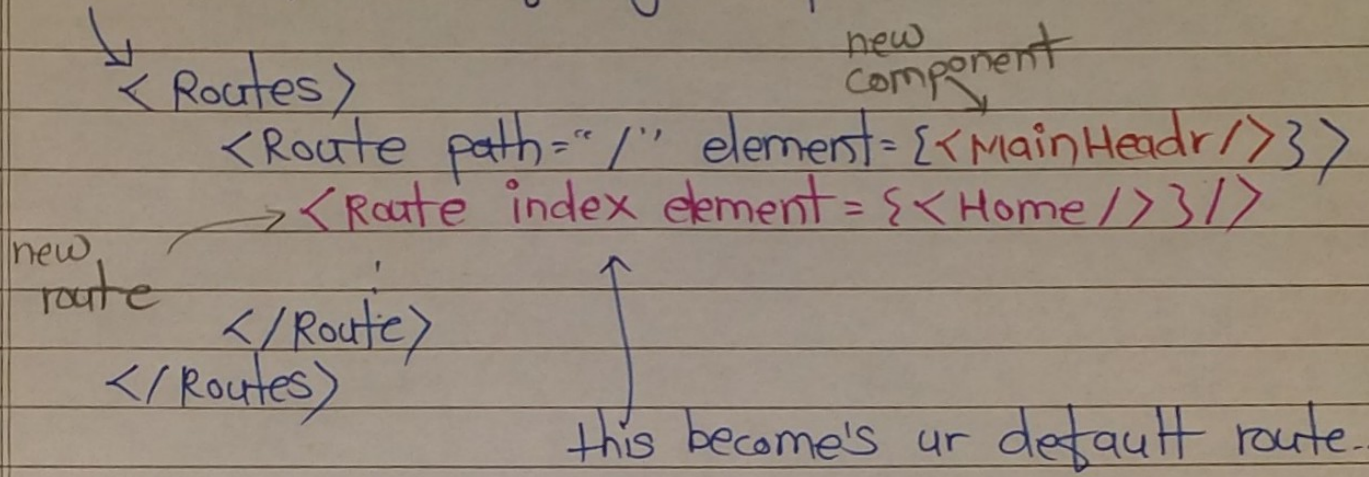 <Routes>
new
component
<Route path="/" element={<MainHeadr/>}>
<Route index element={<Home/>}/>
new
route
</Route>
</Routes>
this become's ur default route.